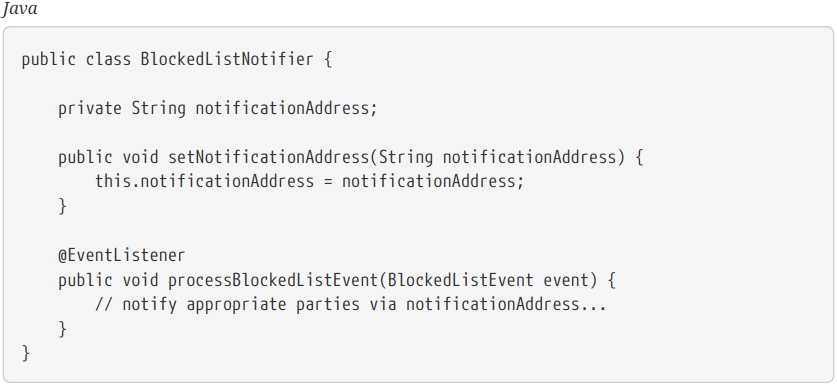 Java
public class BlockedListNotifier {
    private String notificationAddress;
    public void setNotificationAddress(String notificationAddress) {
        this.notificationAddress = notificationAddress;
    }
    @EventListener
    public void processBlockedListEvent(BlockedListEvent event) {
        // notify appropriate parties via notificationAddress...
    }
}